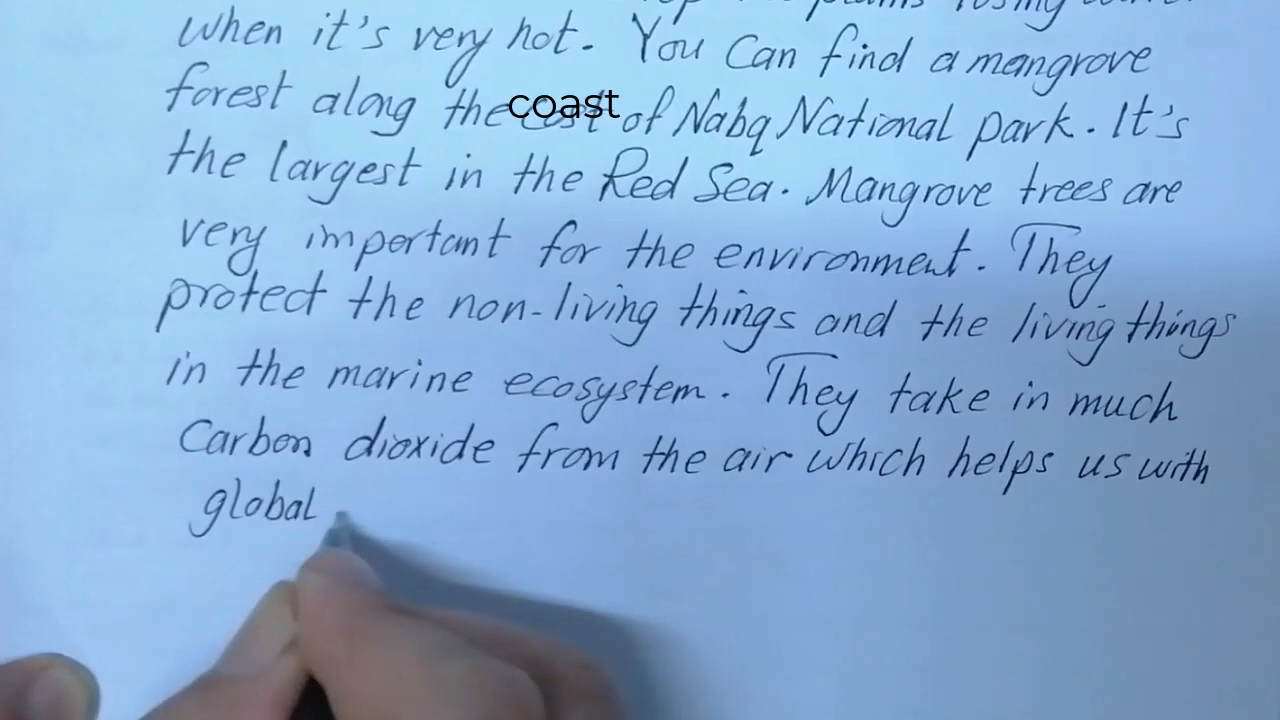 when it's very hot. You Can find a mangrove
forest along the coast of Nabq National park. It's
the largest in the Red Sea. Mangrove trees are
very important for the environment. They
protect the non-living things and the living things
in the marine ecosystem. They take in much
Carbon dioxide from the air which helps us with
global